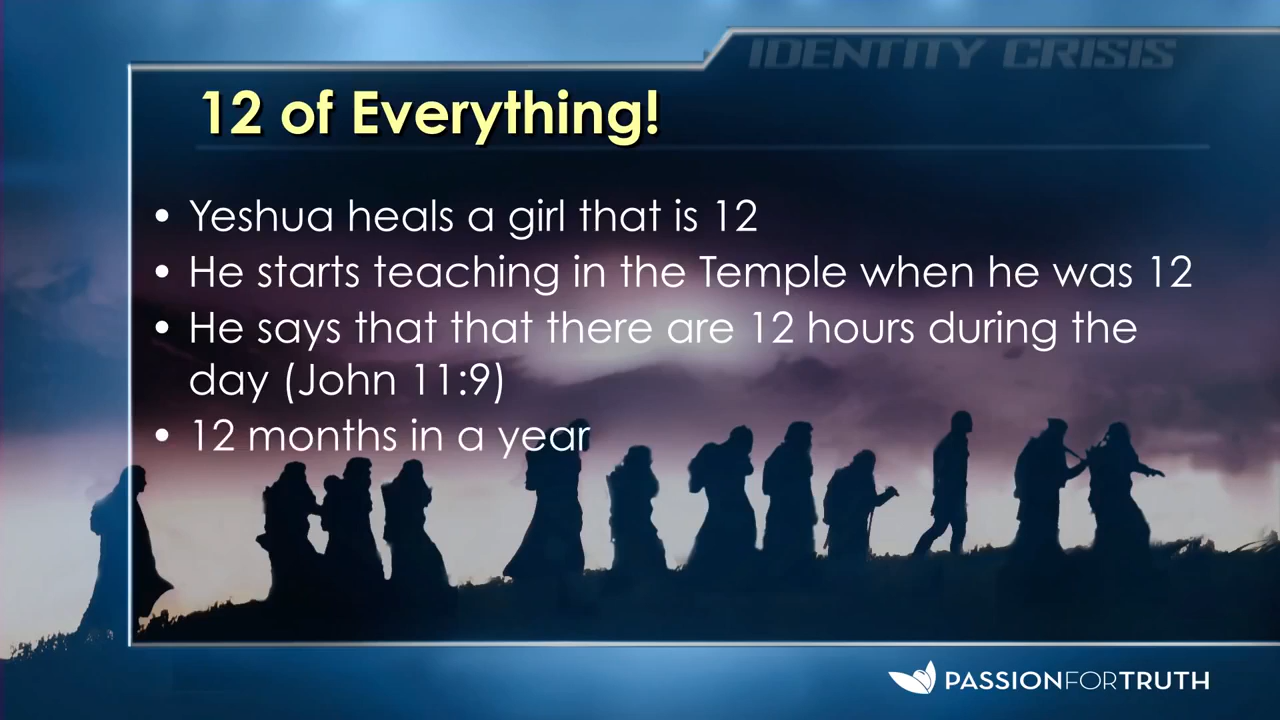 IDENTITY CRISIS
12 of Everything!
• Yeshua heals a girl that is 12
• He starts teaching in the Temple when he was 12
• He says that that there are 12 hours during the
day (John 11:9)
• 12 months in a year
PASSIONFORTRUTH